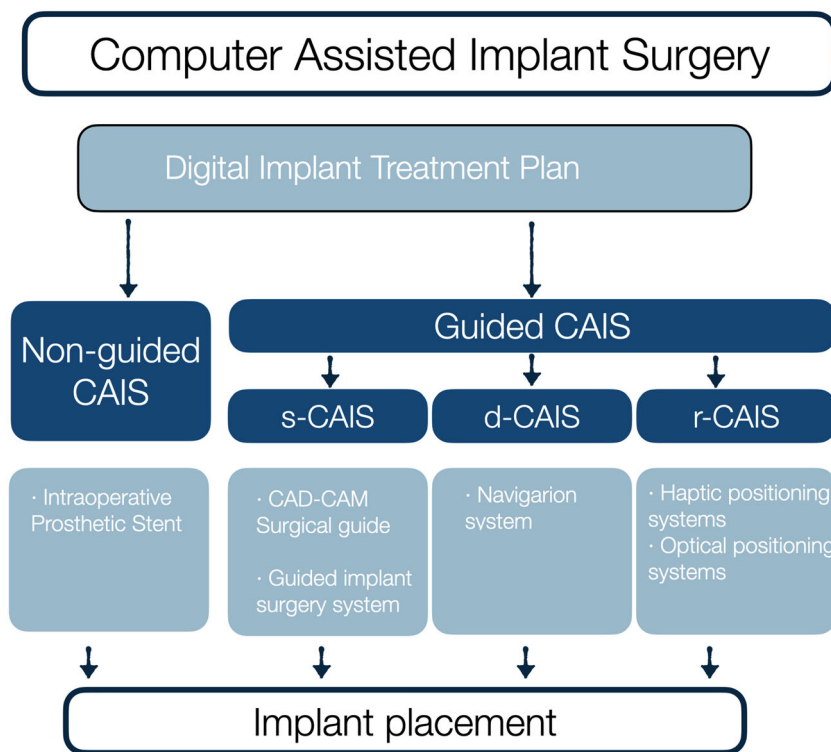 Computer Assisted Implant Surgery
Digital Implant Treatment Plan
Non-guided
CAIS
Guided CAIS
s-CAIS
d-CAIS
r-CAIS
· Intraoperative
Prosthetic Stent
· CAD-CAM
Surgical guide
· Guided implant
surgery system
· Navigarion
system
· Haptic positioning
systems
· Optical positioning
systems
Implant placement